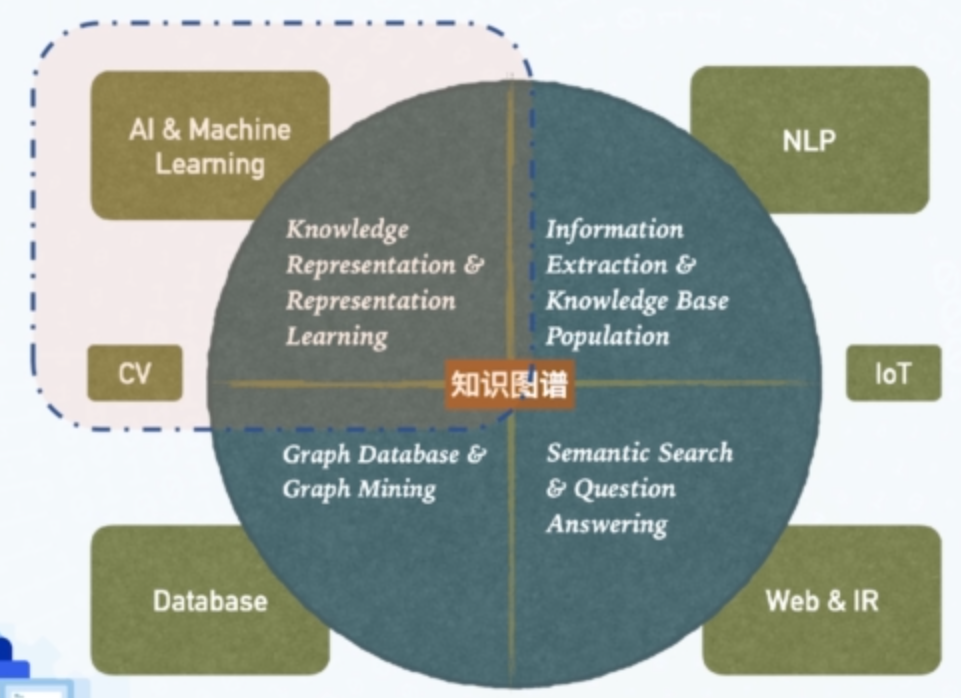 AI & Machine
Learning
NLP
Knowledge
Representation &
Representation
Learning
Information
Extraction &
Knowledge Base
Population
CV
知识图谱
IoT
Graph Database &
Graph Mining
Semantic Search
& Question
Answering
Database
Web & IR